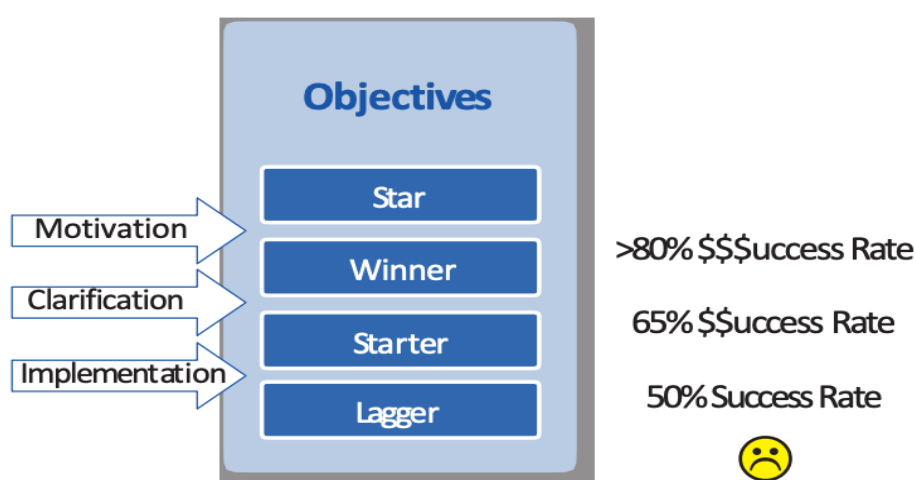 Objectives
Star
Motivation
Winner
>80% $$$uccess Rate
Clarification
Starter
65% $$uccess Rate
Implementation
Lagger
50% Success Rate